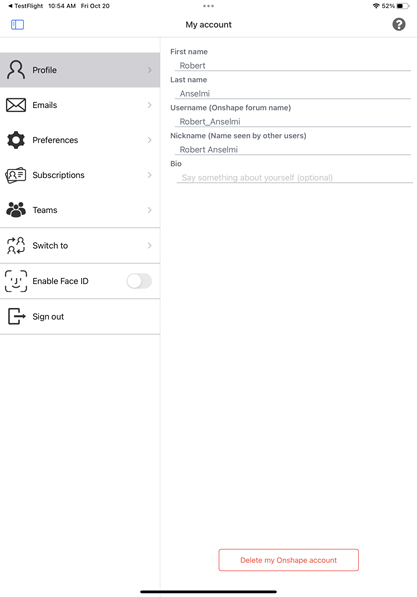 TestFlight 10:54 AM Fri Oct 20
52%
My account
Profile
Emails
Preferences
Subscriptions
Teams
Switch to
Enable Face ID
Sign out
First name
Robert
Last name
Anselmi
Username (Onshape forum name)
Robert_Anselmi
Nickname (Name seen by other users)
Robert Anselmi
Bio
Say something about yourself (optional)
Delete my Onshape account